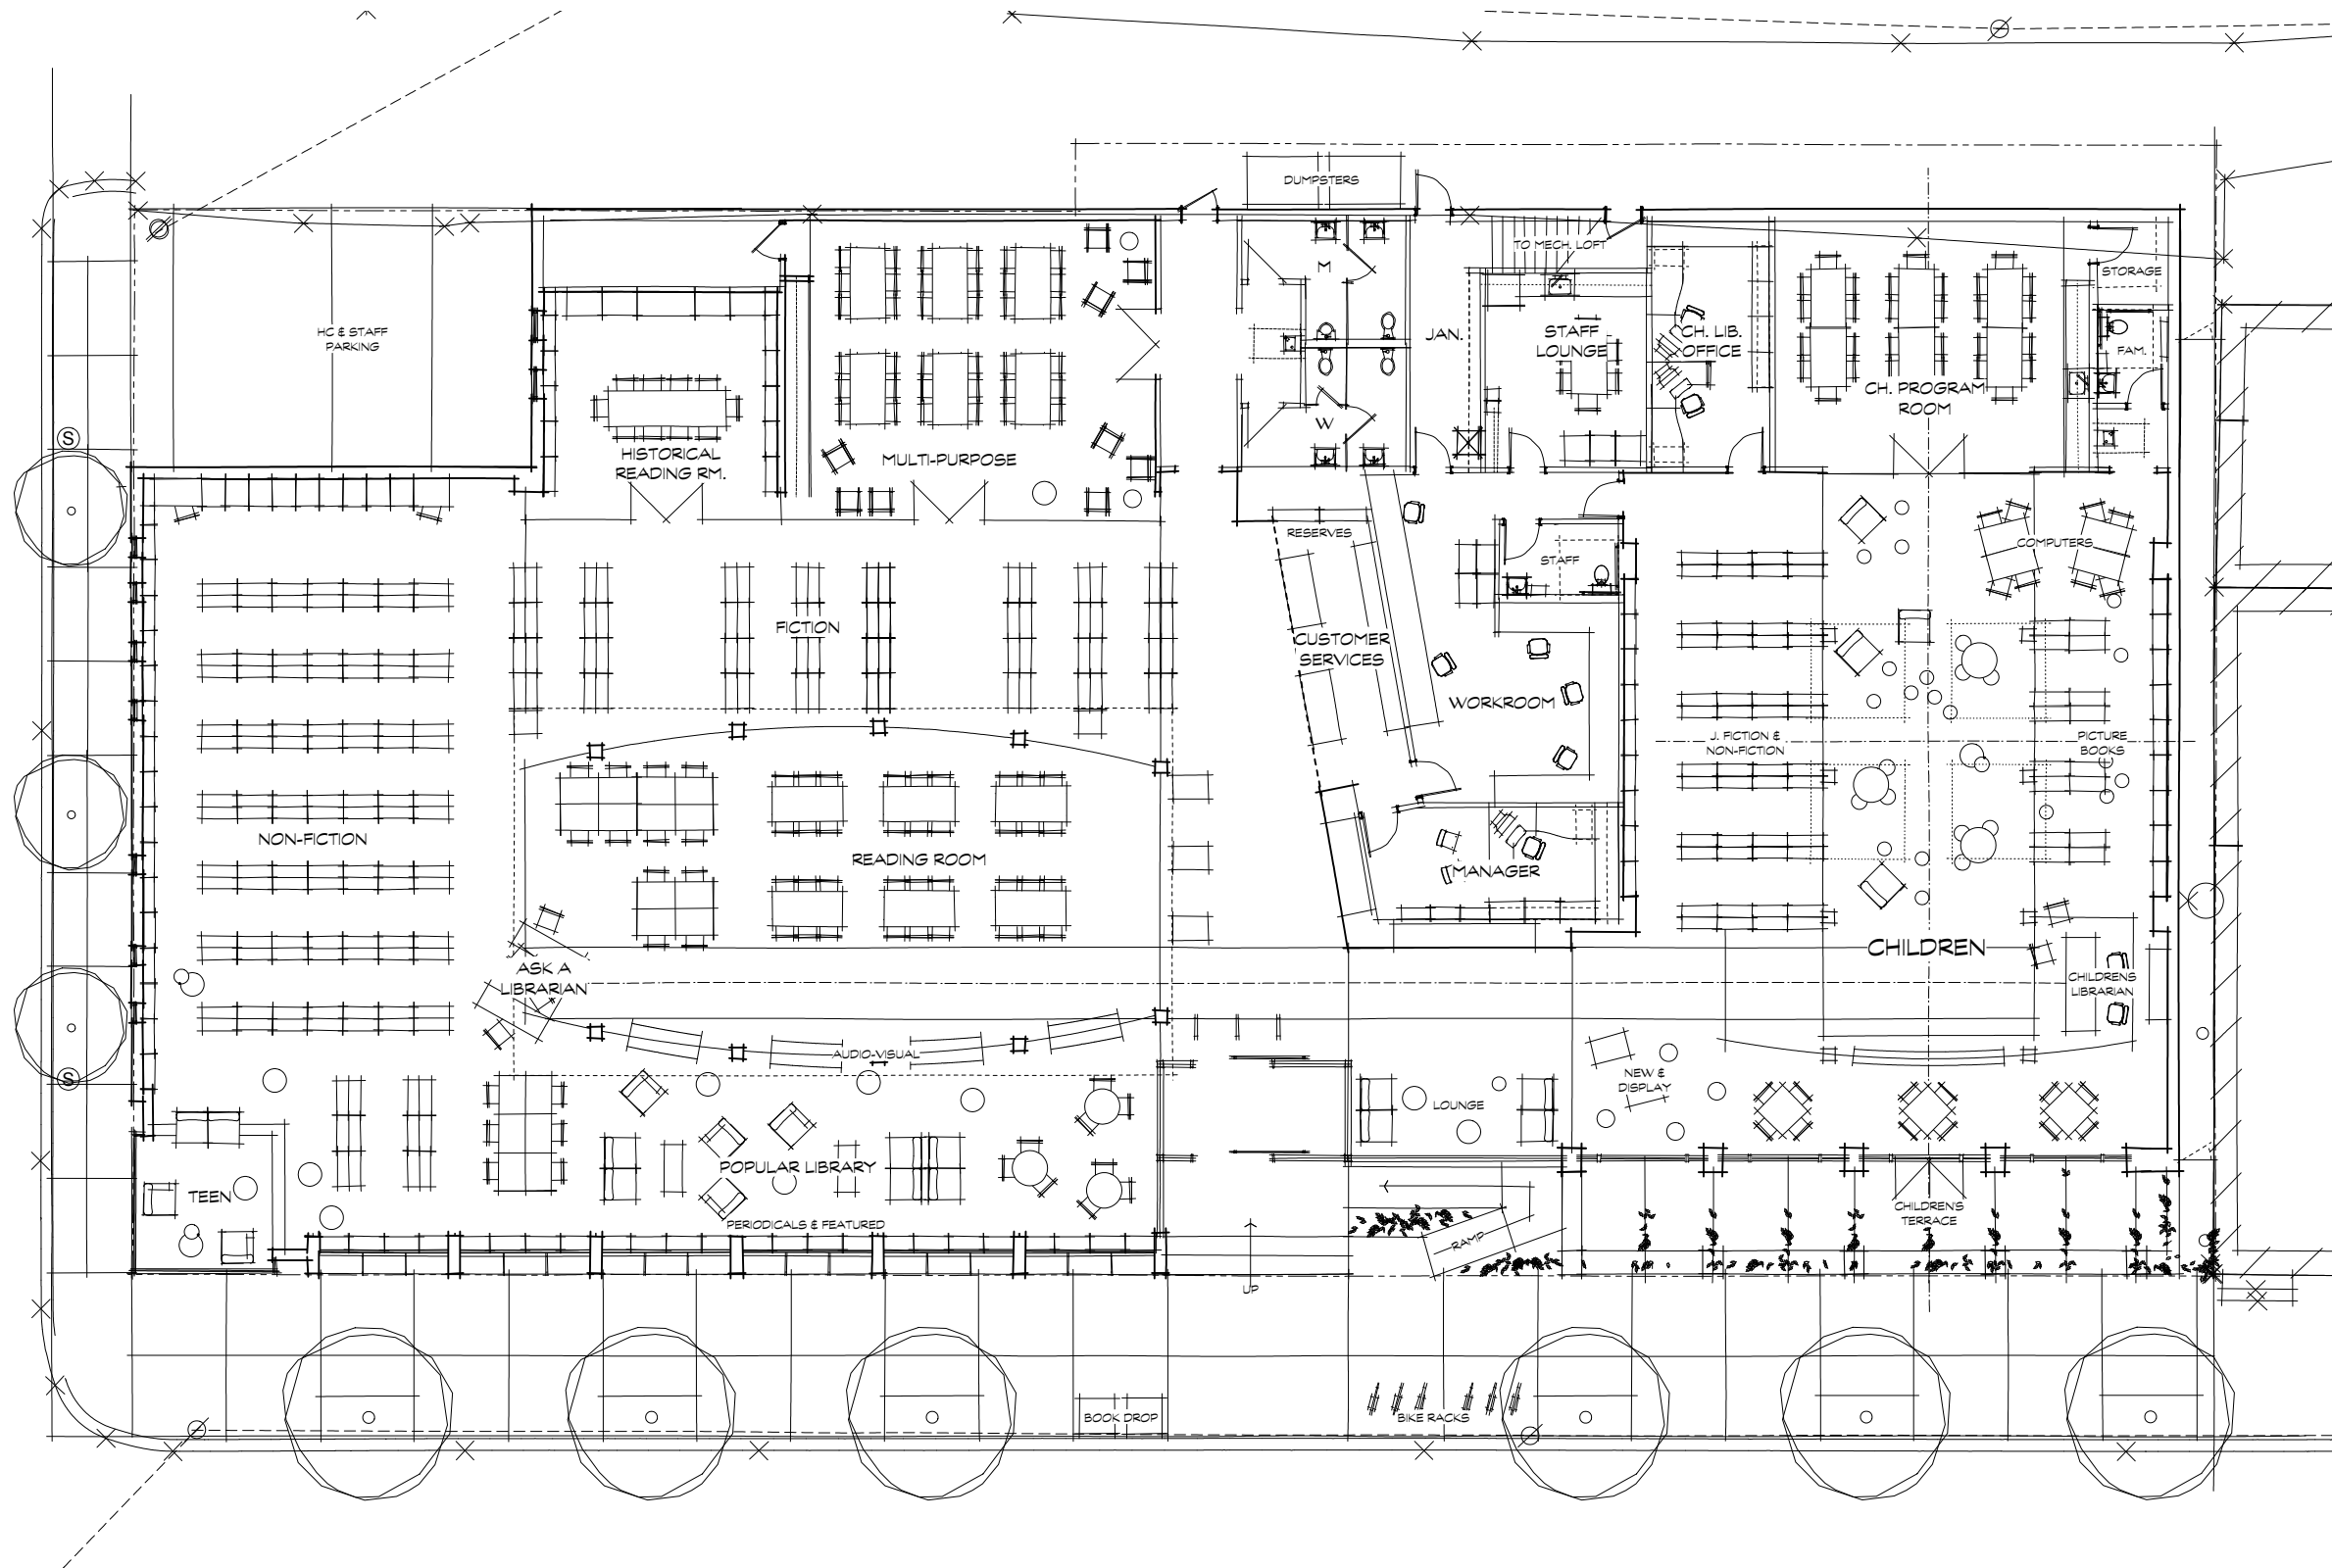 DUMPSTERS
TO MECH. LOFT
M
STORAGE
HC & STAFF
PARKING
JAN.
STAFF
LOUNGE
CH. LIB.
OFFICE
FAM.
CH. PROGRAM
ROOM
W
S
HISTORICAL
READING RM.
MULTI-PURPOSE
RESERVES
STAFF
COMPUTERS
FICTION
CUSTOMER
SERVICES
WORKROOM
J. FICTION &
NON-FICTION
PICTURE
BOOKS
NON-FICTION
READING ROOM
MANAGER
CHILDREN
ASK A
LIBRARIAN
CHILDRENS
LIBRARIAN
AUDIO-VISUAL
S
NEW &
DISPLAY
LOUNGE
POPULAR LIBRARY
TEEN
PERIODICALS & FEATURED
CHILDREN'S
TERRACE
RAMP
UP
BOOK DROP
BIKE RACKS